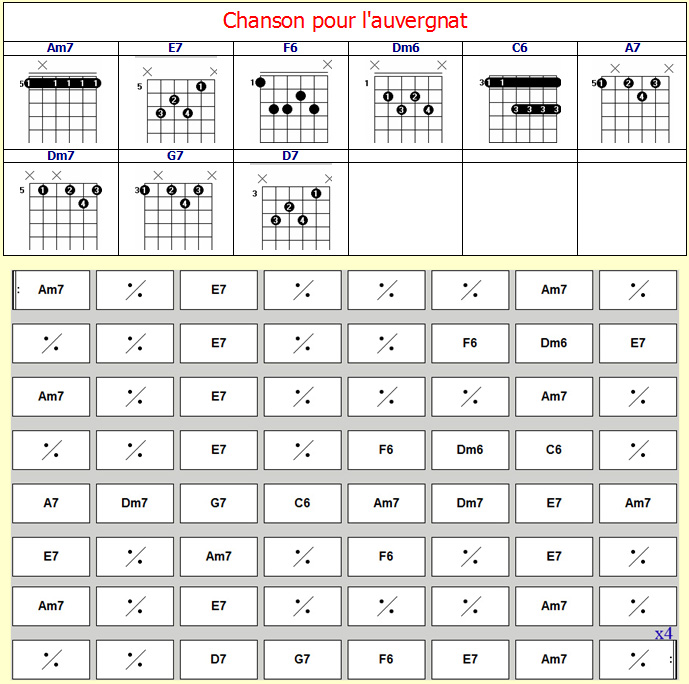 Chanson pour l'auvergnat
Am7 E7 F6 Dm6 C6 A7
5 1 1 1 1 1 1 5 1 2 3 4 1 1 1 2 3 4 3 1 1 3 3 3 3 5 1 2 3 4
Dm7 G7 D7
5 1 2 3 4 3 1 2 3 4 3 1 2 3 4
Am7 % E7 % % % Am7 %
% % E7 % % F6 Dm6 E7
Am7 % E7 % % % Am7 %
% % E7 % F6 Dm6 C6 %
A7 Dm7 G7 C6 Am7 Dm7 E7 Am7
E7 % Am7 % F6 % E7 %
Am7 % E7 % % % Am7 %
x4
% % D7 G7 F6 E7 Am7 %